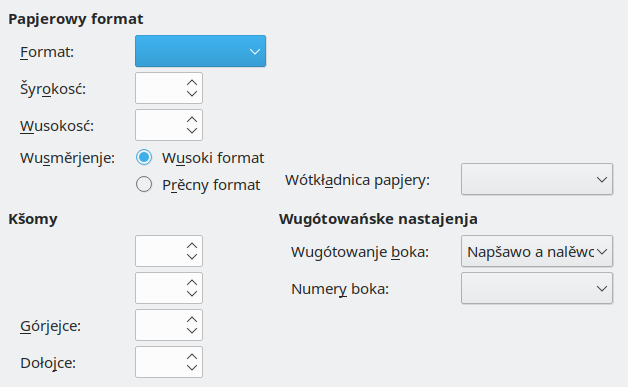 Papjerowy format
Format:
Šyrokosć:
Wusokosć:
Wusměrjenje:
Wusoki format
Prěcny format
Wótkładnica papjery:
Kšomy
Górjejce:
Dołojce:
Wugótowańske nastajenja
Wugótowanje boka:
Napšawo a nalěwo
Numery boka: